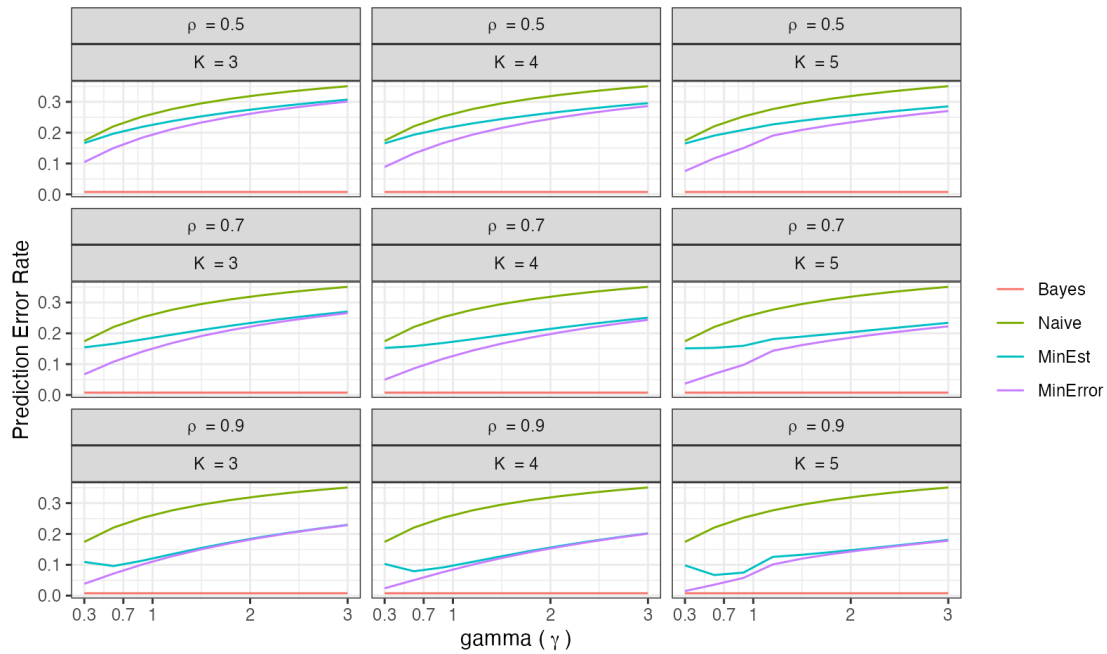 ρ = 0.5
ρ = 0.5
ρ = 0.5
K = 3
K = 4
K = 5
0.3
0.2
0.1
0.0
ρ = 0.7
ρ = 0.7
ρ = 0.7
K = 3
K = 4
K = 5
0.3
0.2
0.1
0.0
ρ = 0.9
ρ = 0.9
ρ = 0.9
K = 3
K = 4
K = 5
0.3
0.2
0.1
0.0
0.3 0.7 1 2 3
0.3 0.7 1 2 3
0.3 0.7 1 2 3
Prediction Error Rate
gamma ( γ )
Bayes
Naive
MinEst
MinError